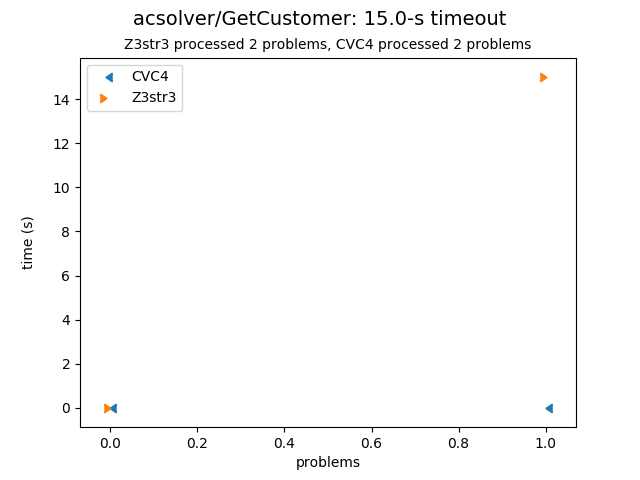 acsolver/GetCustomer: 15.0-s timeout
Z3str3 processed 2 problems, CVC4 processed 2 problems
CVC4
Z3str3
14
12
10
8
6
4
2
0
time (s)
0.0 0.2 0.4 0.6 0.8 1.0
problems